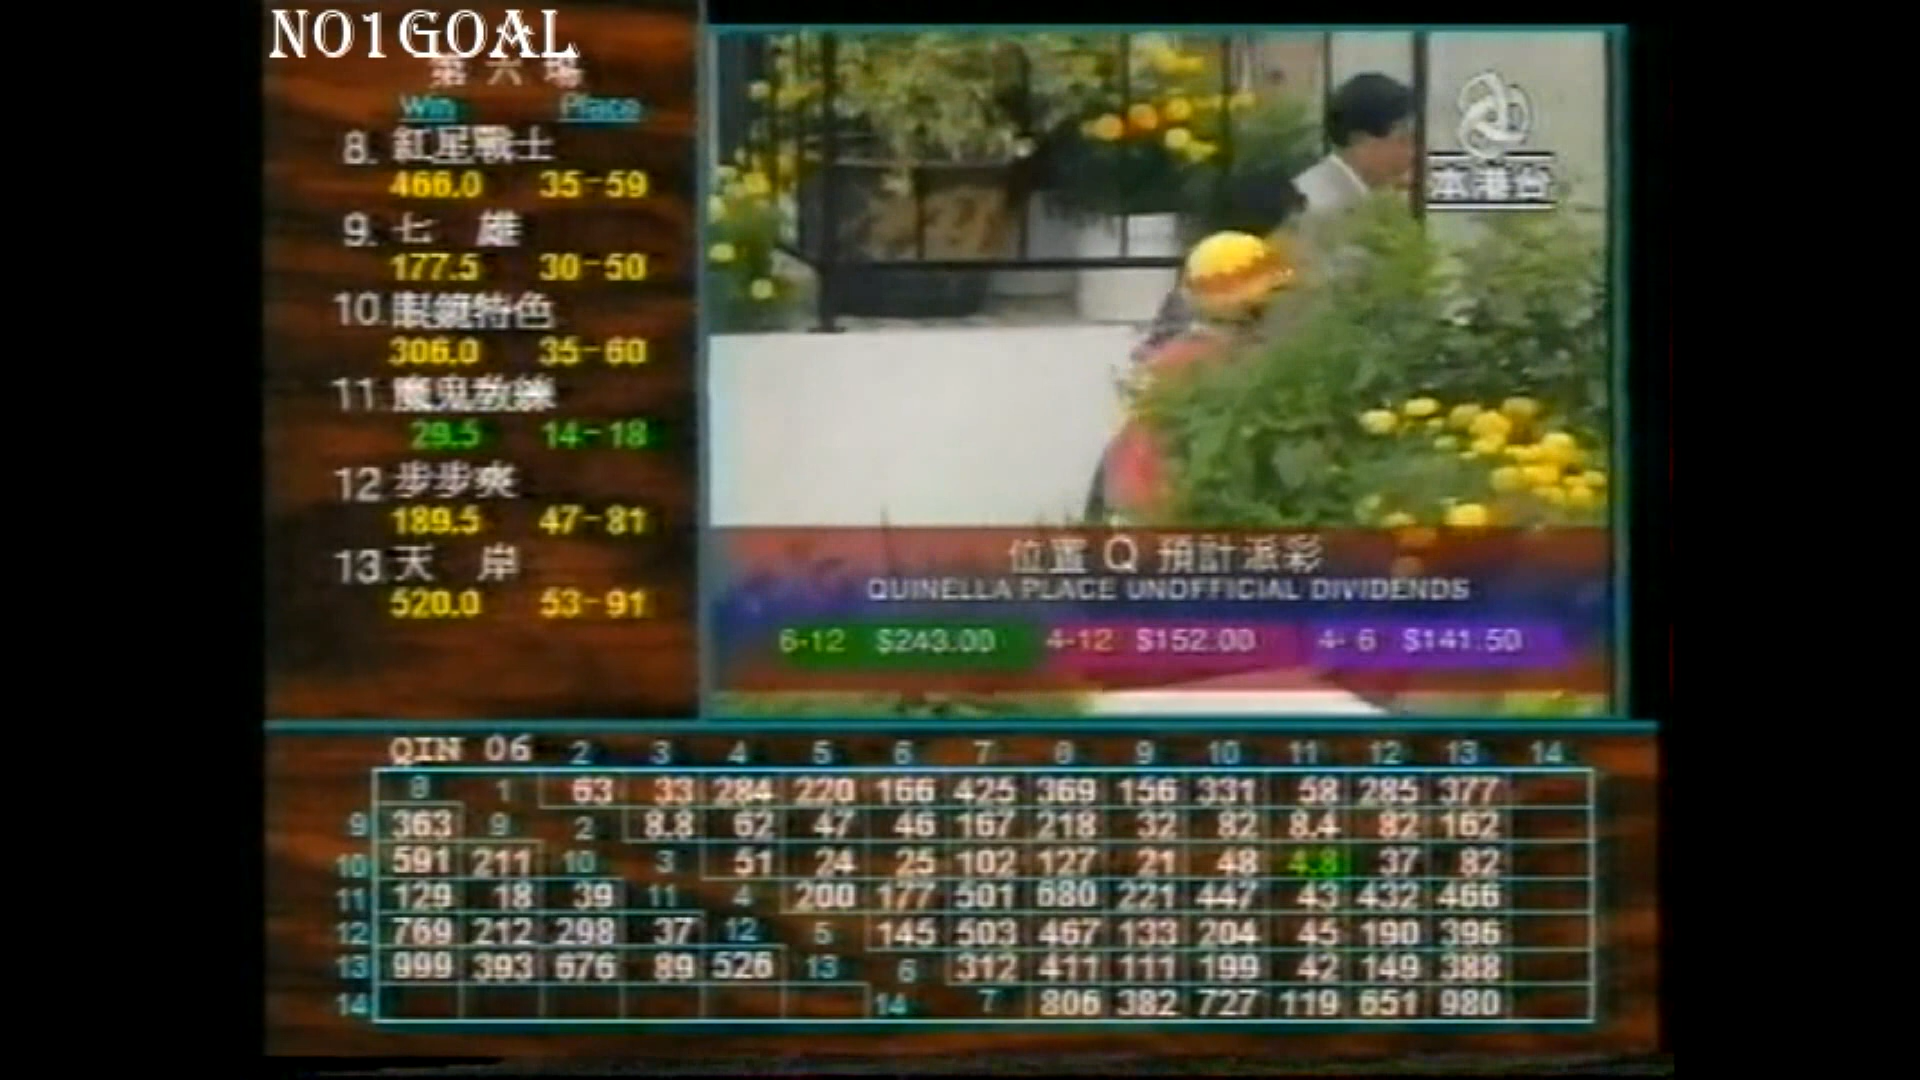 NO1GOAL
第 六 場
Win Place
8. 紅星戰士
466.0 35-59
9. 七 雄
177.5 30-50
10. 眼鏡特色
306.0 35-60
11. 魔鬼教練
29.5 14-18
12. 步步爽
189.5 47-81
13. 天 岸
520.0 53-91
本港台
位置 Q 預計派彩
QUINELLA PLACE UNOFFICIAL DIVIDENDS
6-12 $243.00 4-12 $152.00 4-6 $141.50
QIN 06 2 3 4 5 6 7 8 9 10 11 12 13 14
8 1 63 33 284 220 166 425 369 156 331 58 285 377
9 363 9 2 8.8 62 47 46 167 218 32 82 8.4 82 162
10 591 211 10 3 51 24 25 102 127 21 48 4.8 37 82
11 129 18 39 11 4 200 177 501 680 221 447 43 432 466
12 769 212 298 37 12 5 145 503 467 133 204 45 190 396
13 999 393 676 89 526 13 6 312 411 111 199 42 149 388
14 14 7 806 382 727 119 651 980